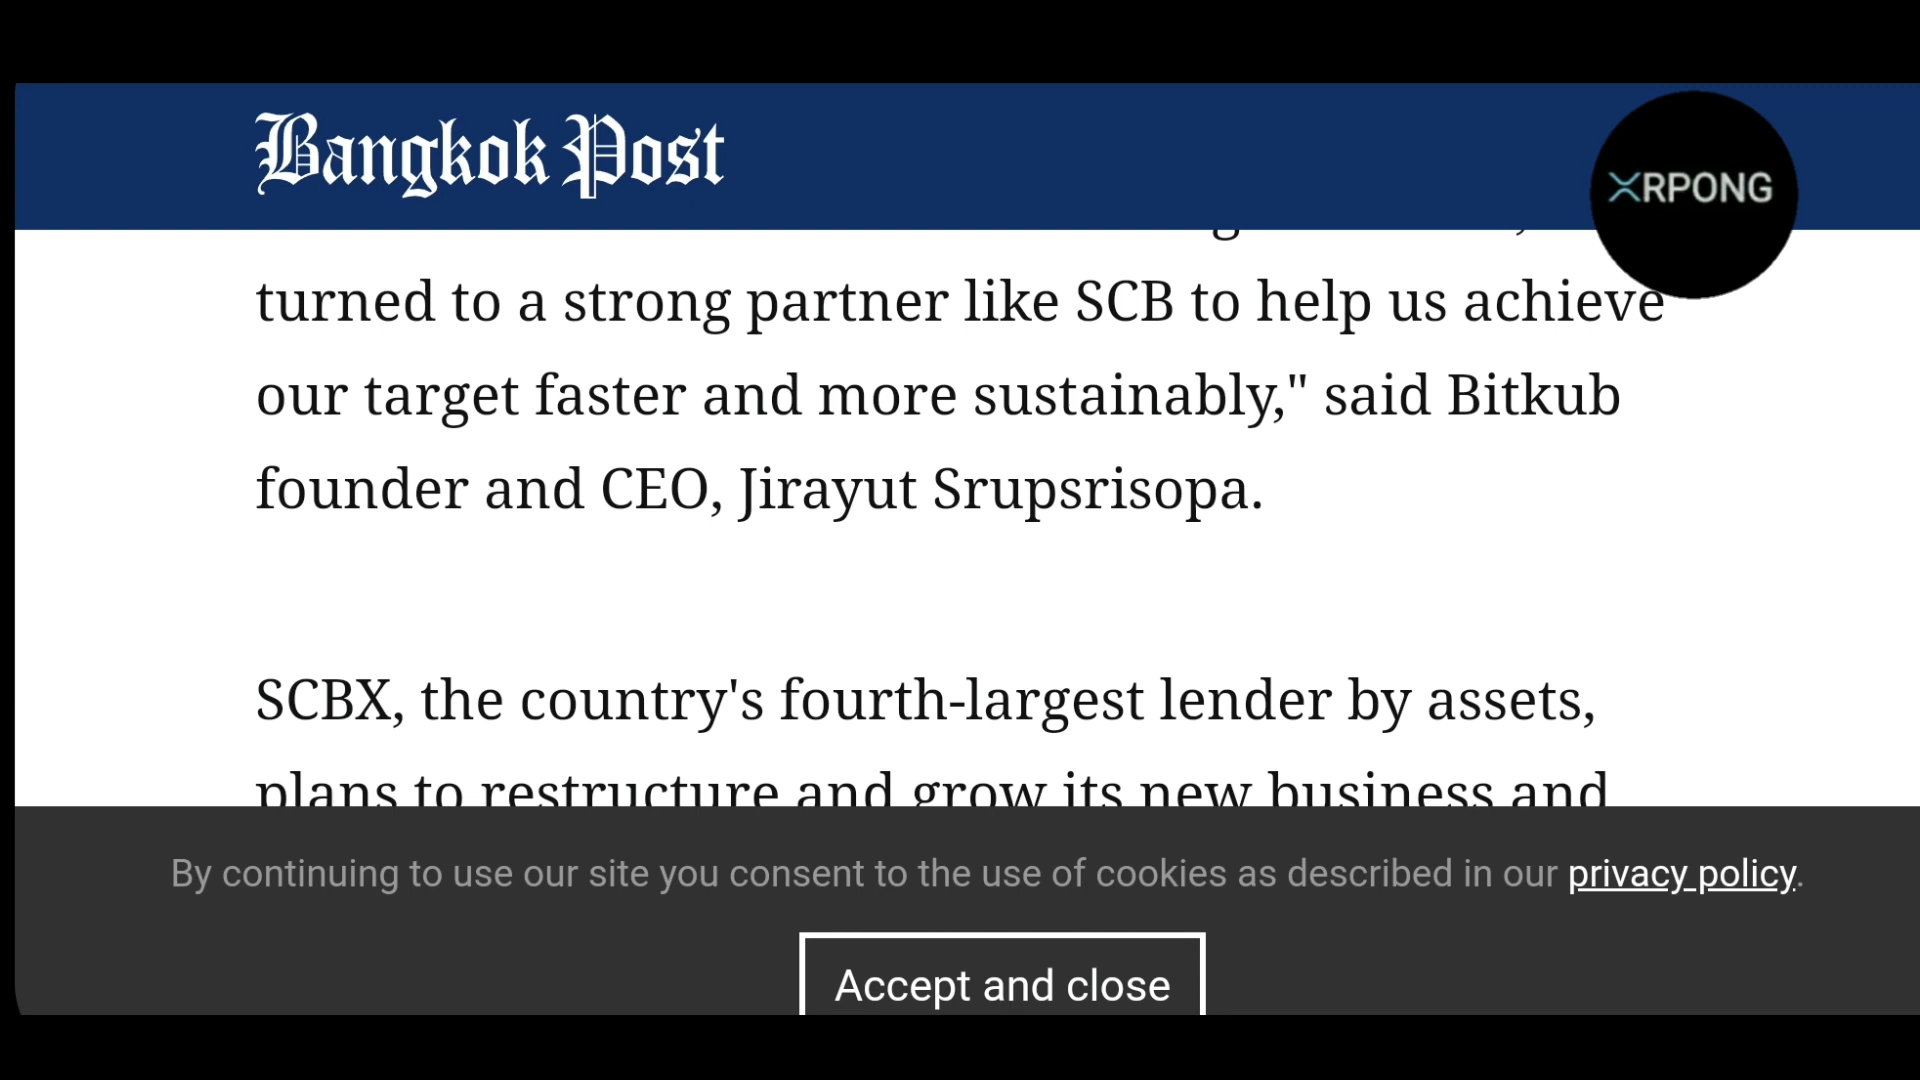 Bangkok Post
XRPONG
turned to a strong partner like SCB to help us achieve
our target faster and more sustainably," said Bitkub
founder and CEO, Jirayut Srupsrisopa.
SCBX, the country's fourth-largest lender by assets,
plans to restructure and grow its new business and
By continuing to use our site you consent to the use of cookies as described in our privacy policy.
Accept and close